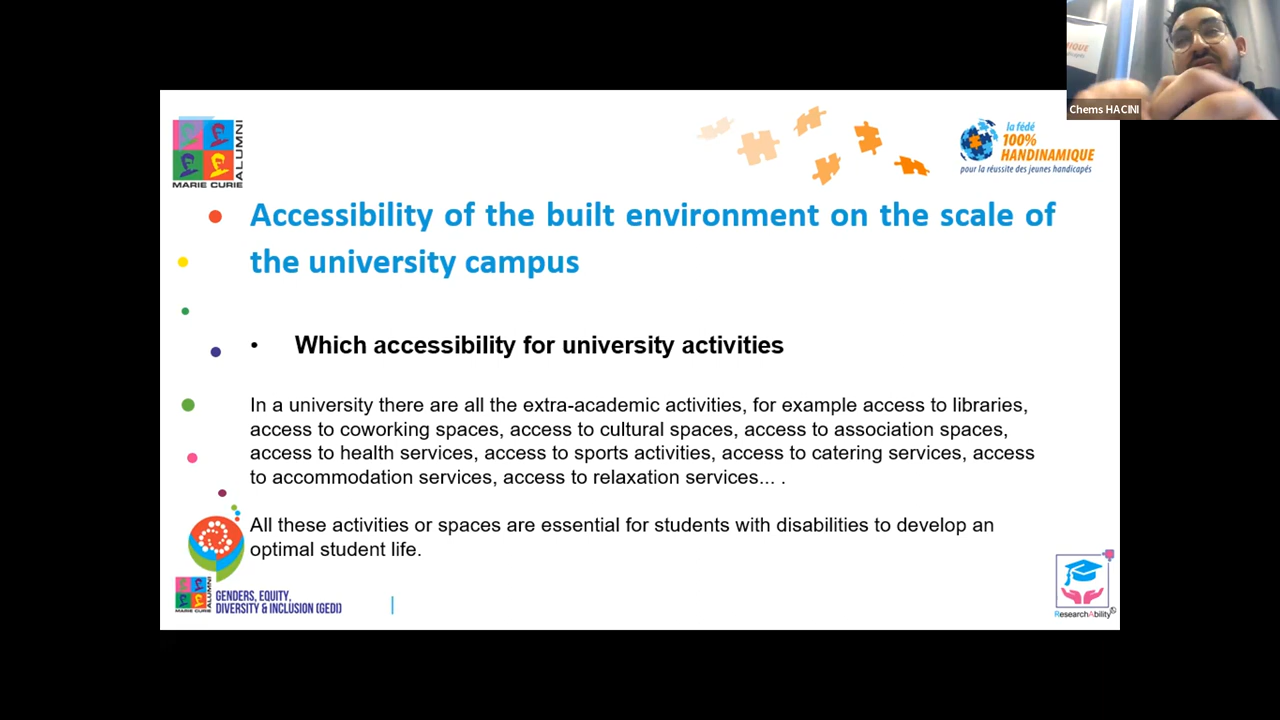 IQUE
Chems HACINI
ALUMNI
MARIE CURIE
la fédé
100%
HANDINAMIQUE
pour la réussite des jeunes handicapés
Accessibility of the built environment on the scale of
the university campus
• Which accessibility for university activities
In a university there are all the extra-academic activities, for example access to libraries,
access to coworking spaces, access to cultural spaces, access to association spaces,
access to health services, access to sports activities, access to catering services, access
to accommodation services, access to relaxation services... .
All these activities or spaces are essential for students with disabilities to develop an
optimal student life.
ALUMNI
MARIE CURIE
GENDERS, EQUITY,
DIVERSITY & INCLUSION (GEDI)
ResearchAbility